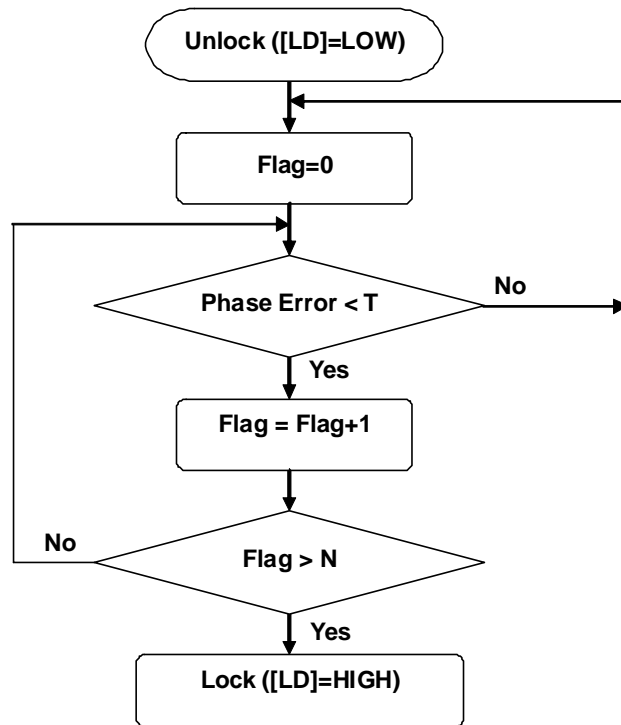 Unlock ([LD]=LOW)
Flag=0
Phase Error < T
No
Yes
Flag = Flag+1
No
Flag > N
Yes
Lock ([LD]=HIGH)